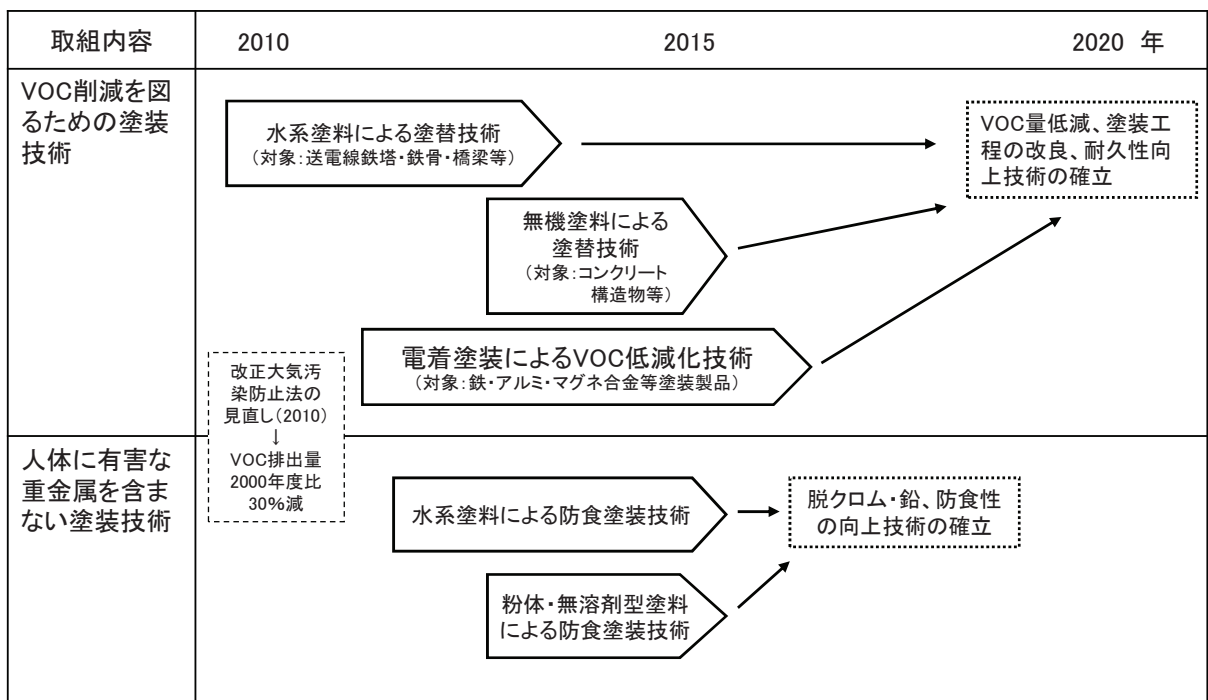 取組内容
2010
2015
2020 年
VOC削減を図
るための塗装
技術
水系塗料による塗替技術
（対象：送電線鉄塔・鉄骨・橋梁等）
VOC量低減、塗装工
程の改良、耐久性向
上技術の確立
無機塗料による
塗替技術
（対象：コンクリート
構造物等）
電着塗装によるVOC低減化技術
（対象：鉄・アルミ・マグネ合金等塗装製品）
改正大気汚
染防止法の
見直し（2010）
↓
VOC排出量
2000年度比
30%減
人体に有害な
重金属を含ま
ない塗装技術
水系塗料による防食塗装技術
脱クロム・鉛、防食性
の向上技術の確立
粉体・無溶剤型塗料
による防食塗装技術